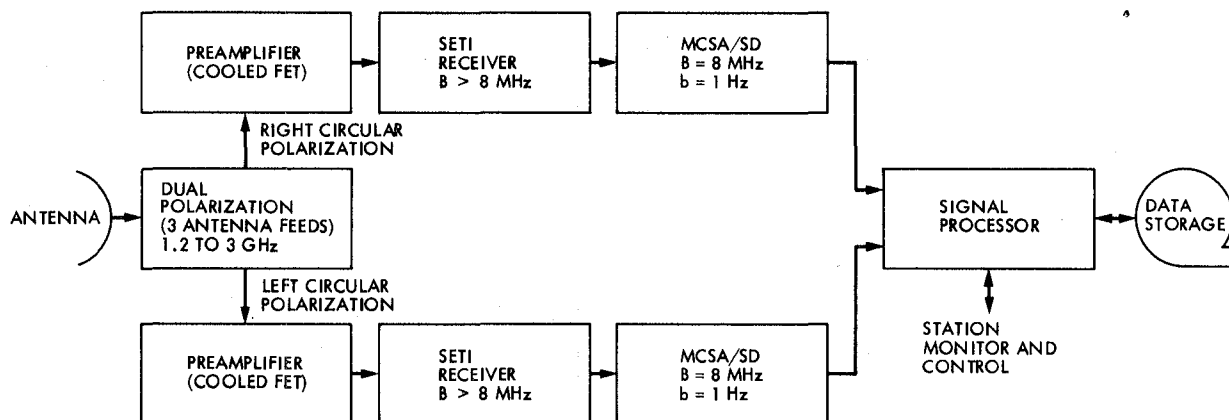 PREAMPLIFIER
(COOLED FET)
SETI
RECEIVER
B > 8 MHz
MCSA/SD
B = 8 MHz
b = 1 Hz
RIGHT CIRCULAR
POLARIZATION
ANTENNA
DUAL
POLARIZATION
(3 ANTENNA FEEDS)
1.2 TO 3 GHz
SIGNAL
PROCESSOR
DATA
STORAGE
LEFT CIRCULAR
POLARIZATION
STATION
MONITOR AND
CONTROL
PREAMPLIFIER
(COOLED FET)
SETI
RECEIVER
B > 8 MHz
MCSA/SD
B = 8 MHz
b = 1 Hz